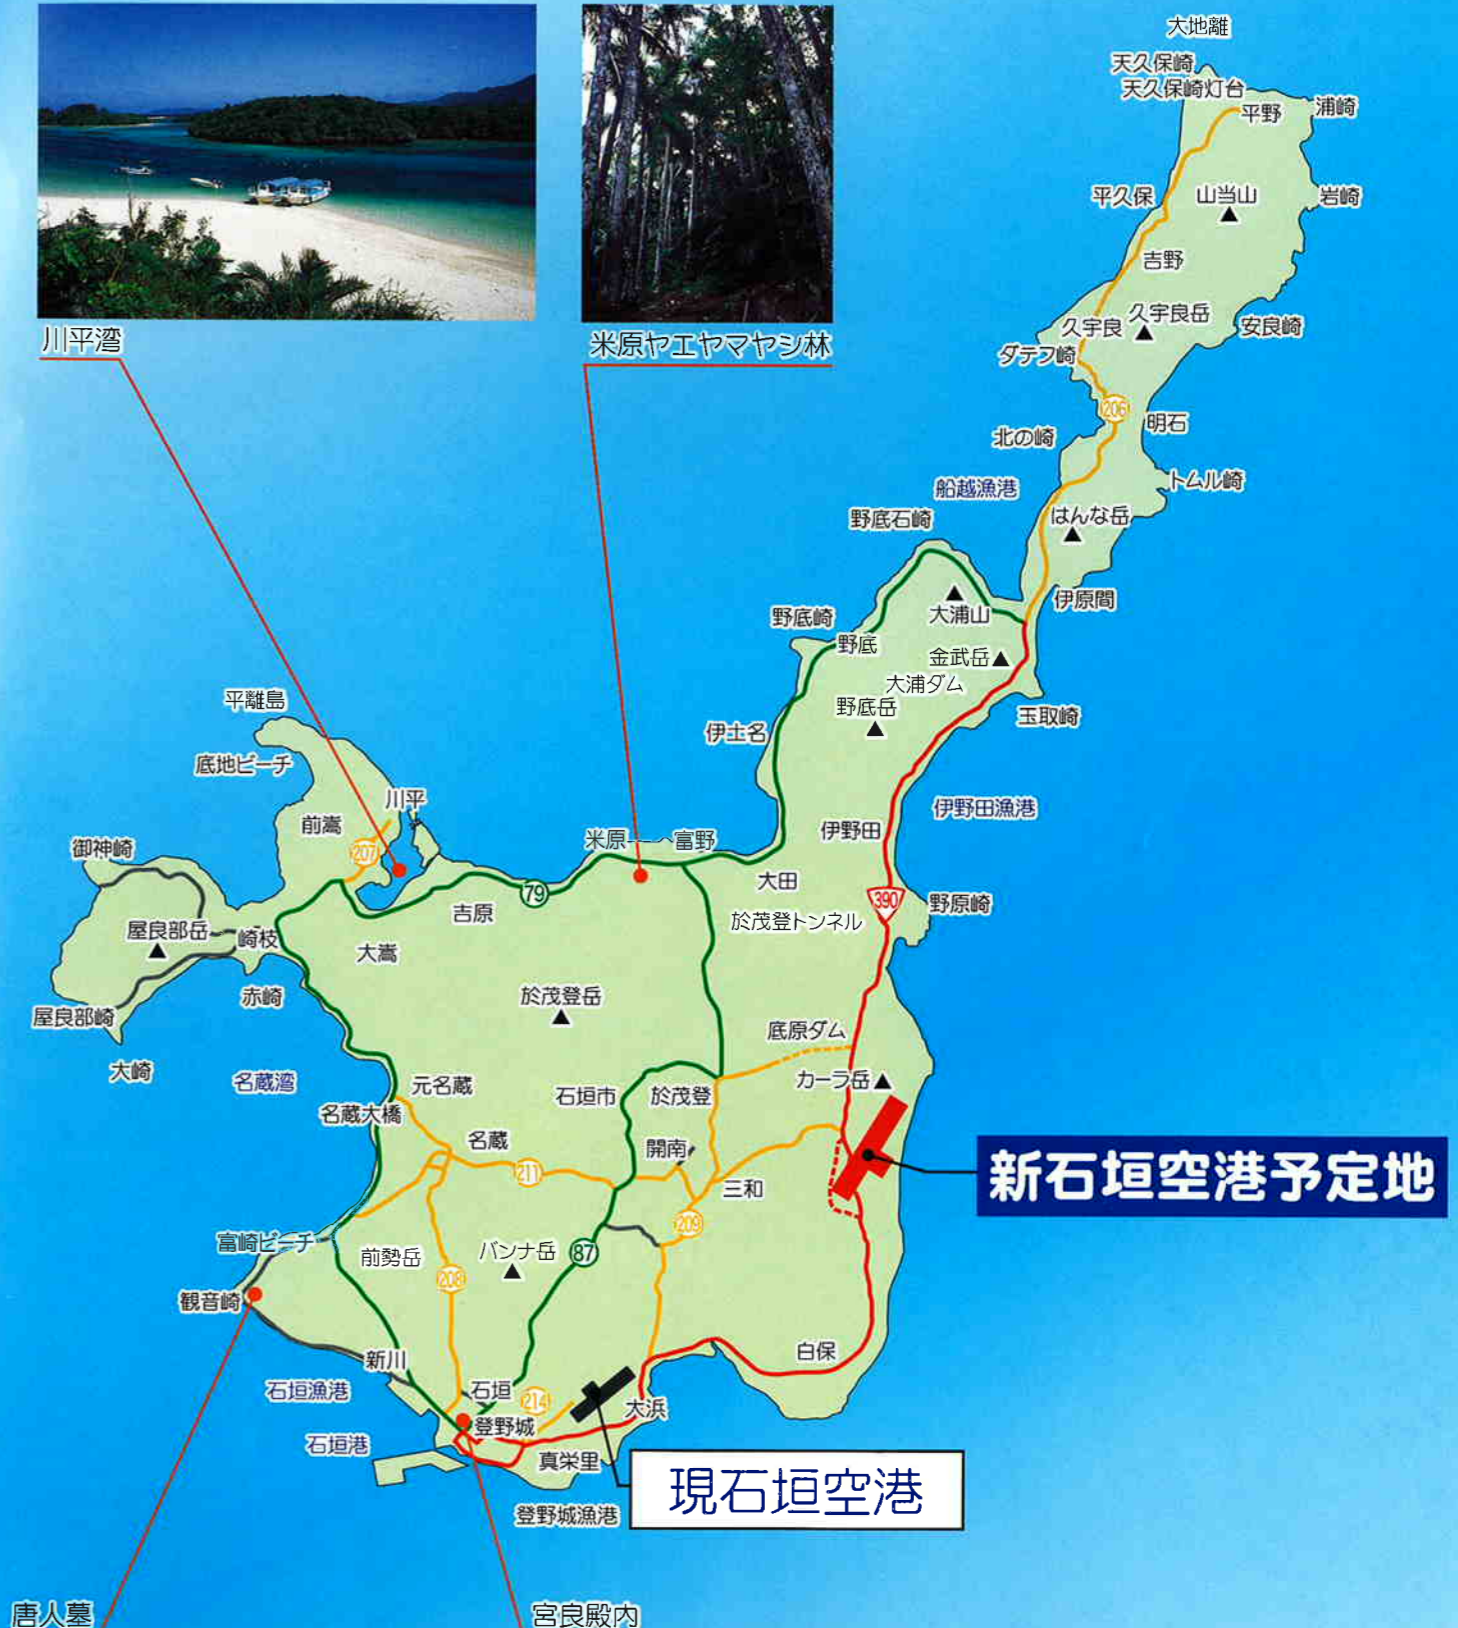 大地離
天久保崎
天久保崎灯台
平野
浦崎
平久保
山当山
岩崎
吉野
久宇良
久宇良岳
安良崎
ダテフ崎
川平湾
米原ヤエヤマヤシ林
206
明石
北の崎
トムル崎
船越漁港
はんな岳
野底石崎
伊原間
大浦山
野底崎
野底
金武岳
大浦ダム
野底岳
玉取崎
平離島
伊土名
底地ビーチ
川平
伊野田漁港
前嵩
伊野田
米原
富野
御神崎
207
大田
79
390
野原崎
吉原
於茂登トンネル
屋良部岳
崎枝
大嵩
赤崎
於茂登岳
屋良部崎
底原ダム
大崎
名蔵湾
元名蔵
石垣市
於茂登
カーラ岳
名蔵大橋
名蔵
開南
211
三和
新石垣空港予定地
209
富崎ビーチ
前勢岳
バンナ岳
87
208
観音崎
新川
白保
石垣漁港
石垣
214
大浜
登野城
石垣港
真栄里
現石垣空港
登野城漁港
唐人墓
宮良殿内